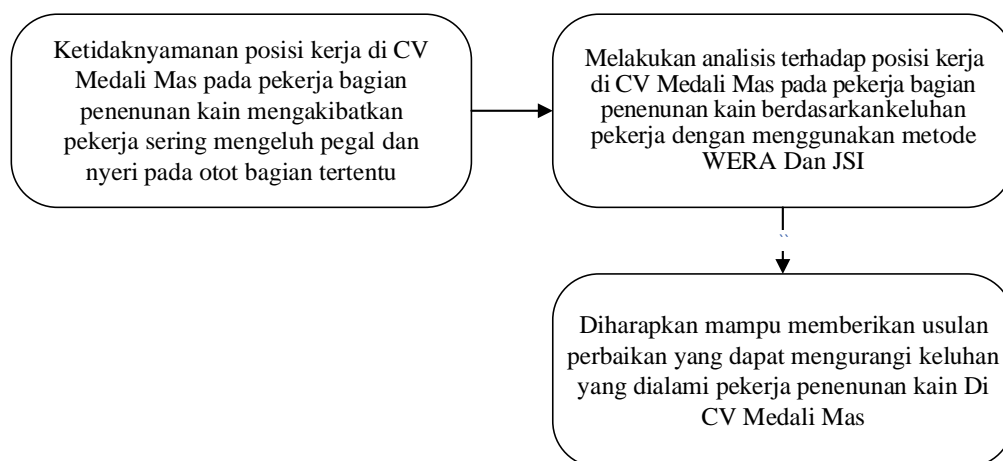 Ketidaknyamanan posisi kerja di CV
Medali Mas pada pekerja bagian
penenunan kain mengakibatkan
pekerja sering mengeluh pegal dan
nyeri pada otot bagian tertentu
Melakukan analisis terhadap posisi kerja
di CV Medali Mas pada pekerja bagian
penenunan kain berdasarkankeluhan
pekerja dengan menggunakan metode
WERA Dan JSI
``
Diharapkan mampu memberikan usulan
perbaikan yang dapat mengurangi keluhan
yang dialami pekerja penenunan kain Di
CV Medali Mas